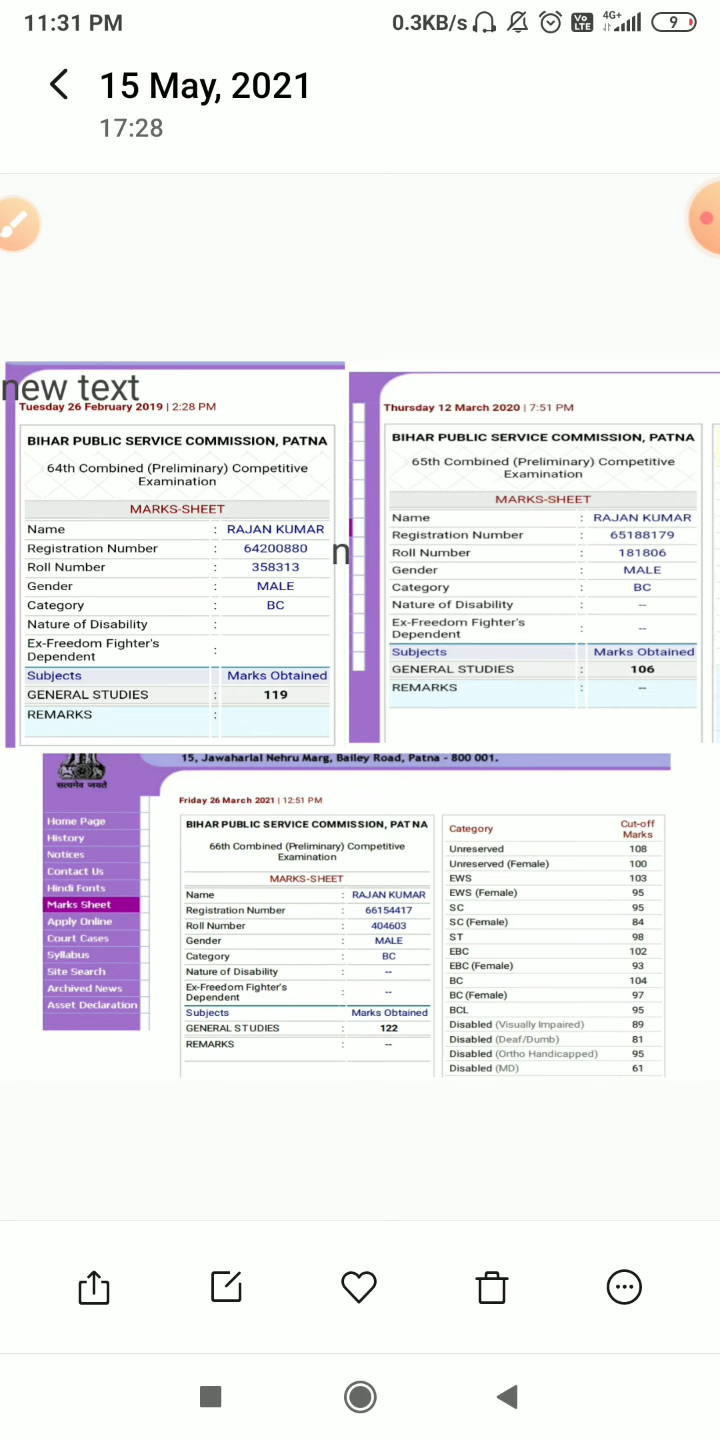 11:31 PM
0.3KB/s Vo LTE 4G+ 9
15 May, 2021
17:28
new text
Tuesday 26 February 2019 | 2:28 PM
BIHAR PUBLIC SERVICE COMMISSION, PATNA
64th Combined (Preliminary) Competitive
Examination
MARKS-SHEET
Name : RAJAN KUMAR
Registration Number : 64200880
Roll Number : 358313
Gender : MALE
Category : BC
Nature of Disability :
Ex-Freedom Fighter's
Dependent :
Subjects Marks Obtained
GENERAL STUDIES : 119
REMARKS :
n
Thursday 12 March 2020 | 7:51 PM
BIHAR PUBLIC SERVICE COMMISSION, PATNA
65th Combined (Preliminary) Competitive
Examination
MARKS-SHEET
Name : RAJAN KUMAR
Registration Number : 65188179
Roll Number : 181806
Gender : MALE
Category : BC
Nature of Disability : --
Ex-Freedom Fighter's
Dependent : --
Subjects Marks Obtained
GENERAL STUDIES : 106
REMARKS : --
सत्यमेव जयते
15, Jawaharlal Nehru Marg, Bailey Road, Patna - 800 001.
Home Page
History
Notices
Contact Us
Hindi Fonts
Marks Sheet
Apply Online
Court Cases
Syllabus
Site Search
Archived News
Asset Declaration
Friday 26 March 2021 | 12:51 PM
BIHAR PUBLIC SERVICE COMMISSION, PATNA
66th Combined (Preliminary) Competitive
Examination
MARKS-SHEET
Name : RAJAN KUMAR
Registration Number : 66154417
Roll Number : 404603
Gender : MALE
Category : BC
Nature of Disability : --
Ex-Freedom Fighter's
Dependent : --
Subjects Marks Obtained
GENERAL STUDIES : 122
REMARKS : --
Category Cut-off
Marks
Unreserved 108
Unreserved (Female) 100
EWS 103
EWS (Female) 95
SC 95
SC (Female) 84
ST 98
EBC 102
EBC (Female) 93
BC 104
BC (Female) 97
BCL 95
Disabled (Visually Impaired) 89
Disabled (Deaf/Dumb) 81
Disabled (Ortho Handicapped) 95
Disabled (MD) 61